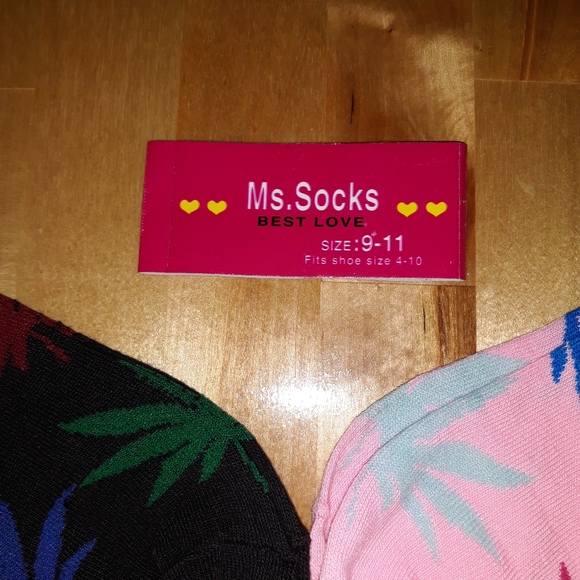 Ms.Socks
BEST LOVE
SIZE:9-11
Fits shoe size 4-10